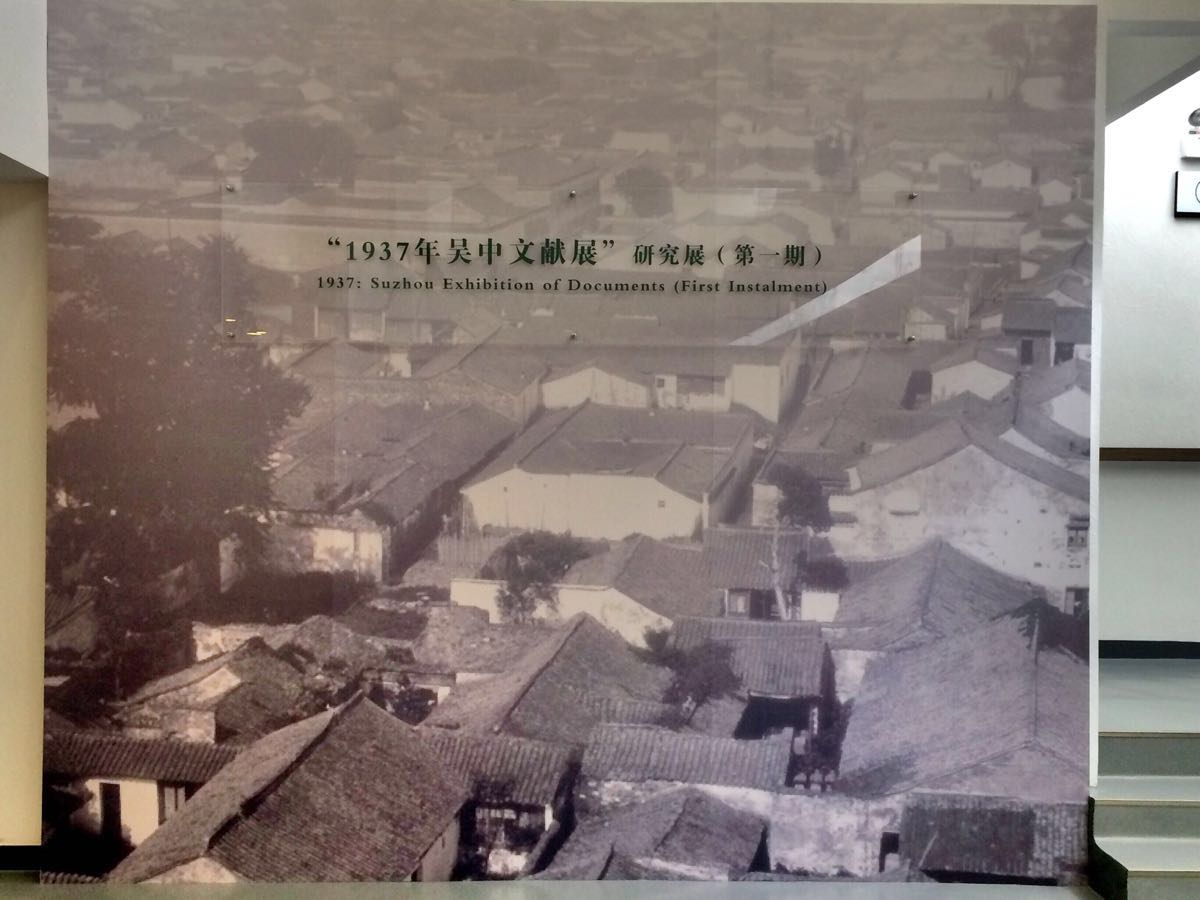 “1937年吴中文献展”研究展（第一期）
1937: Suzhou Exhibition of Documents (First Instalment)